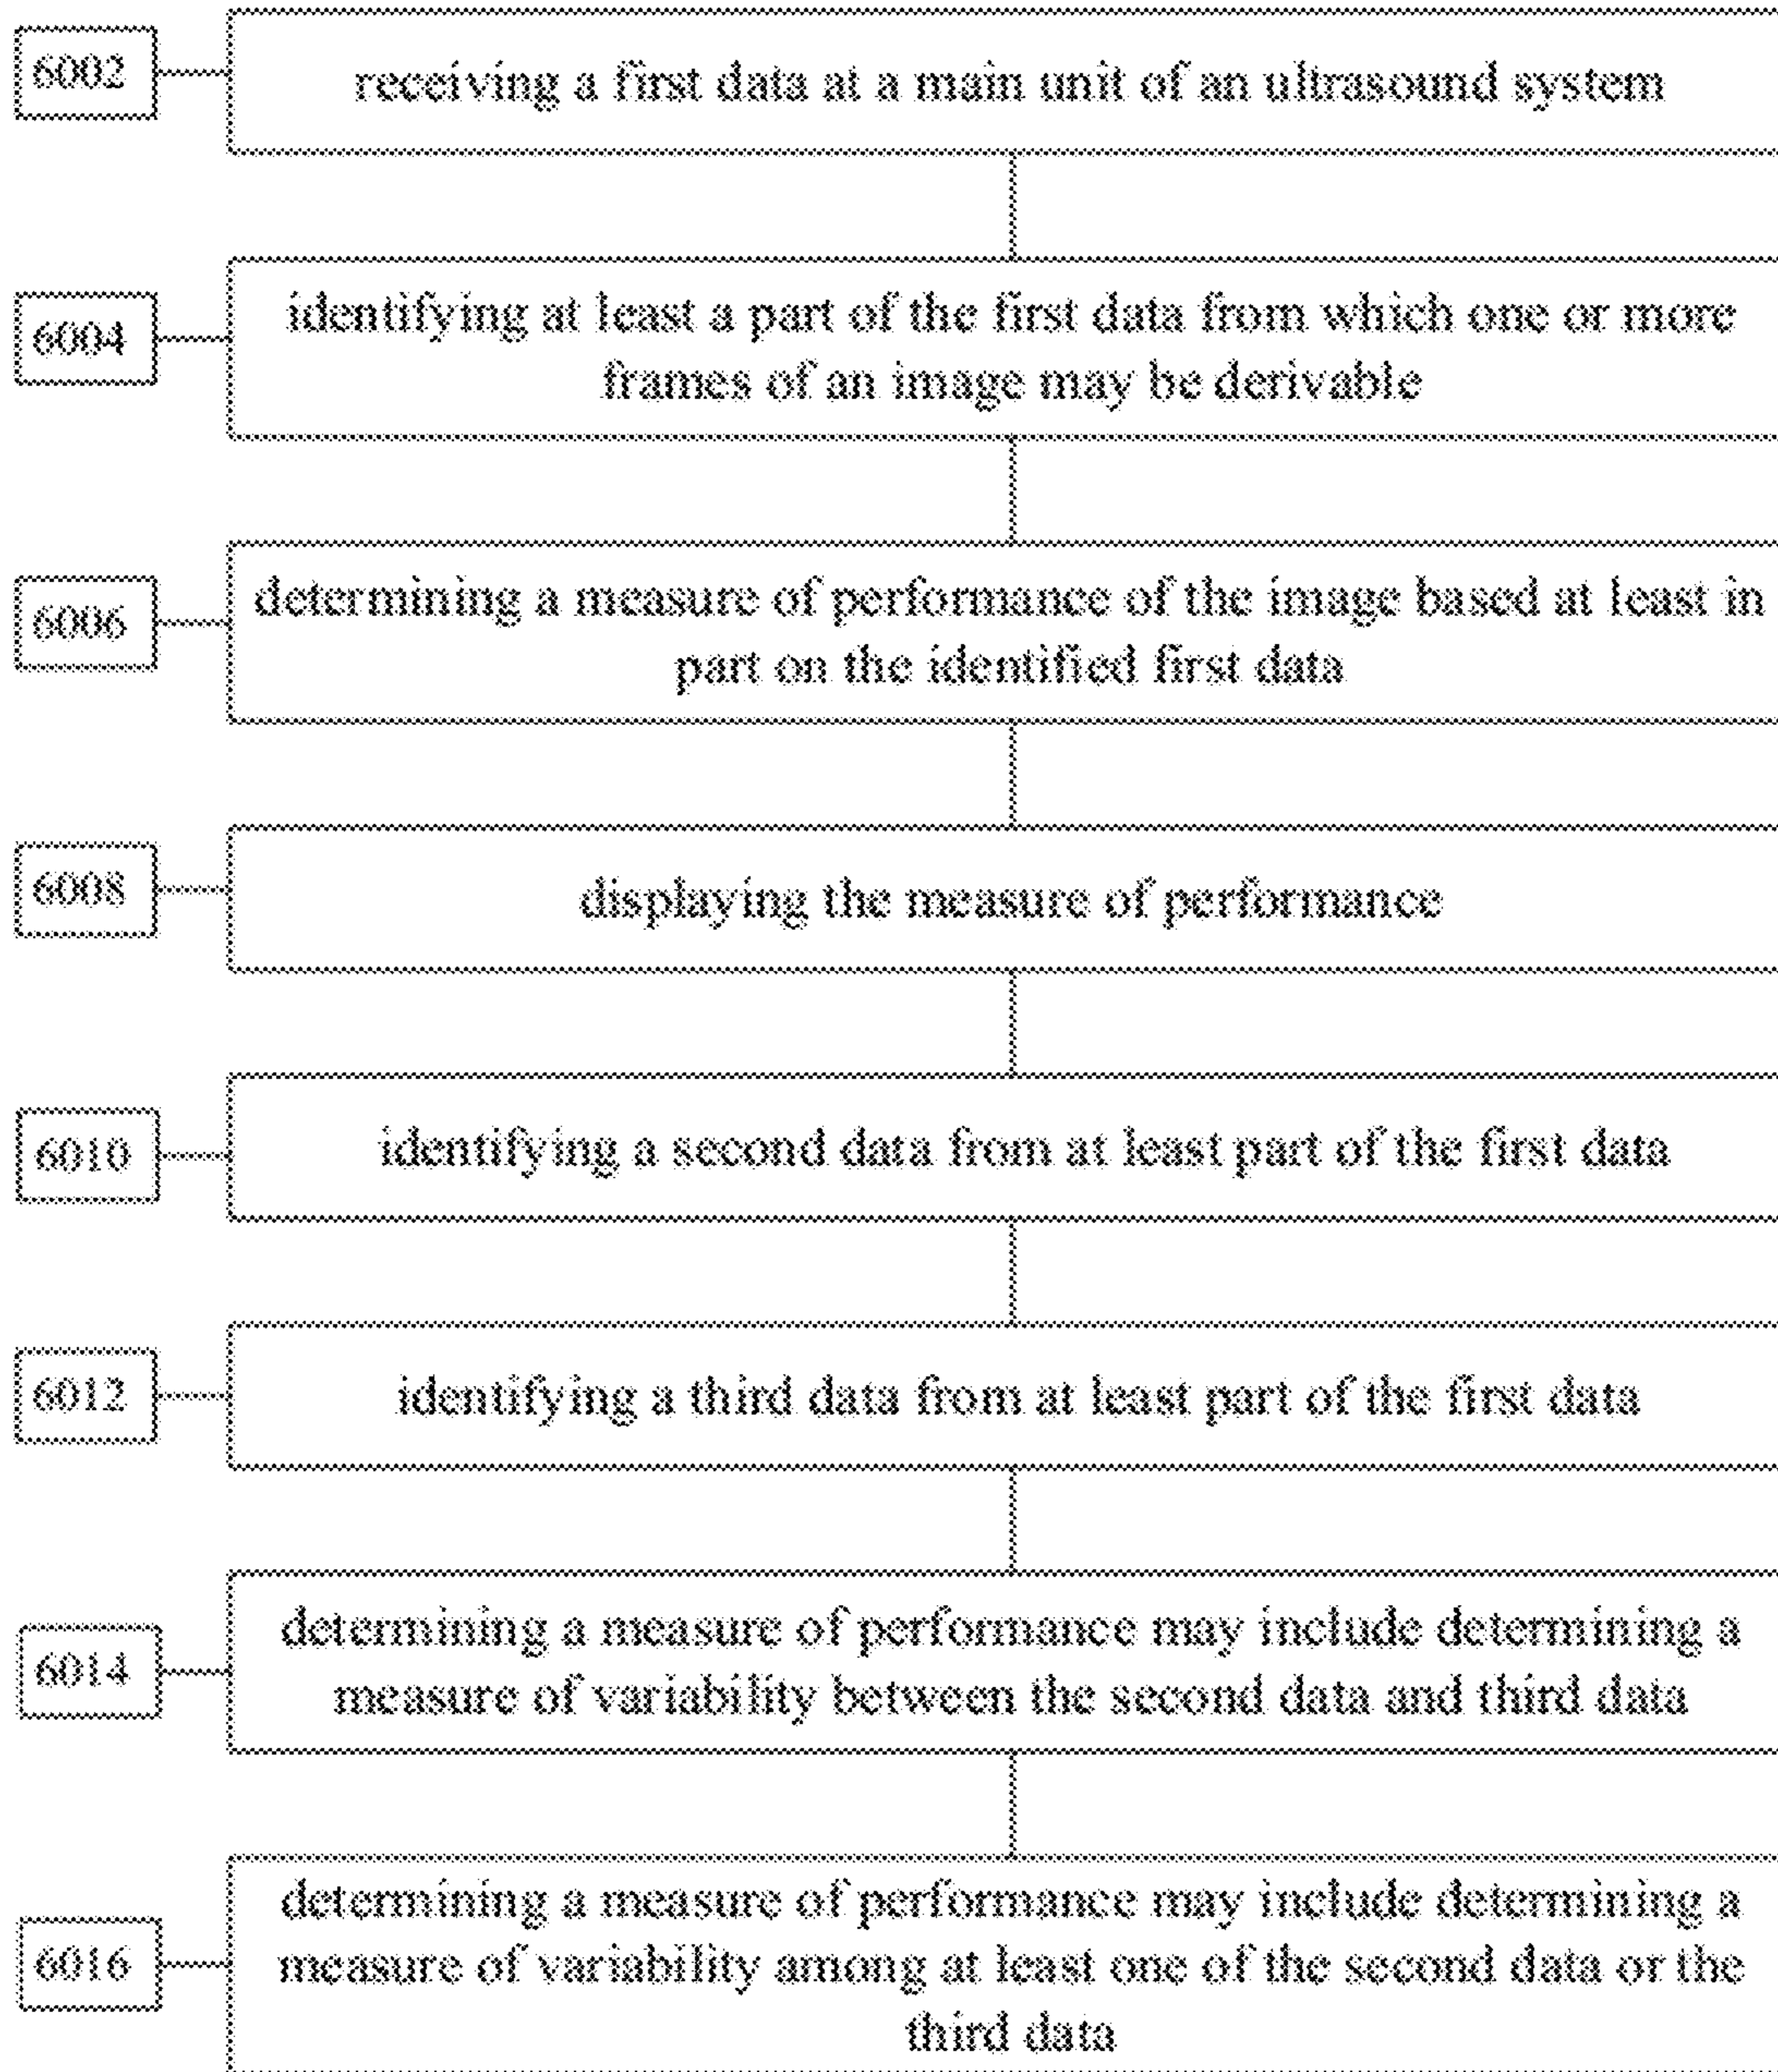 6002
receiving a first data at a main unit of an ultrasound system
6004
identifying at least a part of the first data from which one or more
frames of an image may be derivable
6006
determining a measure of performance of the image based at least in
part on the identified first data
6008
displaying the measure of performance
6010
identifying a second data from at least part of the first data
6012
identifying a third data from at least part of the first data
6014
determining a measure of performance may include determining a
measure of variability between the second data and third data
6016
determining a measure of performance may include determining a
measure of variability among at least one of the second data or the
third data